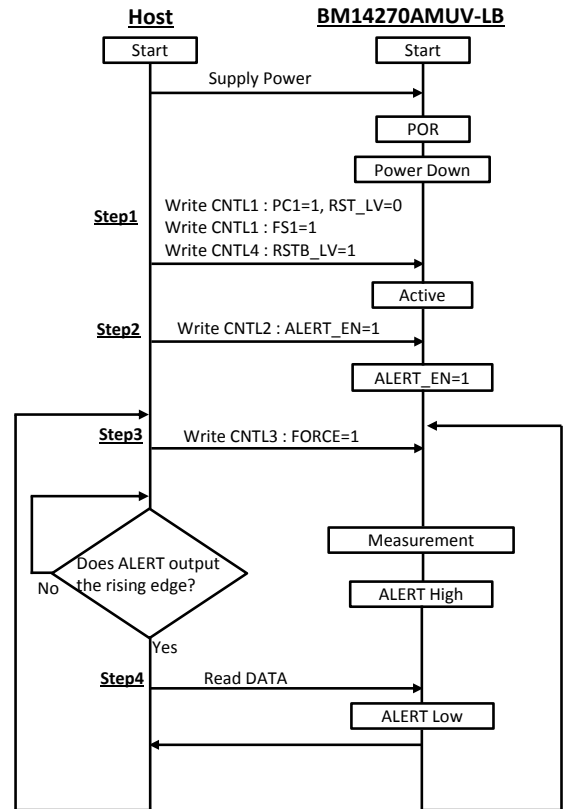 Host
BM14270AMUV-LB
Start
Start
Supply Power
POR
Power Down
Step1
Write CNTL1 : PC1=1, RST_LV=0
Write CNTL1 : FS1=1
Write CNTL4 : RSTB_LV=1
Active
Step2
Write CNTL2 : ALERT_EN=1
ALERT_EN=1
Step3
Write CNTL3 : FORCE=1
Does ALERT output
the rising edge?
No
Yes
Measurement
ALERT High
Step4
Read DATA
ALERT Low